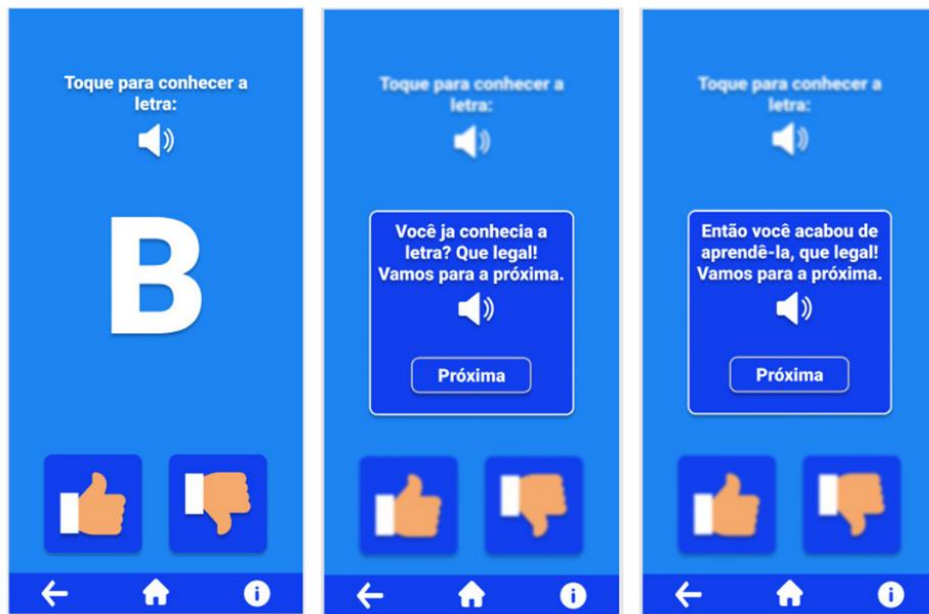 Toque para conhecer a
letra:
B
Toque para conhecer a
letra:
Você ja conhecia a
letra? Que legal!
Vamos para a próxima.
Próxima
Toque para conhecer a
letra:
Então você acabou de
aprendê-la, que legal!
Vamos para a próxima.
Próxima